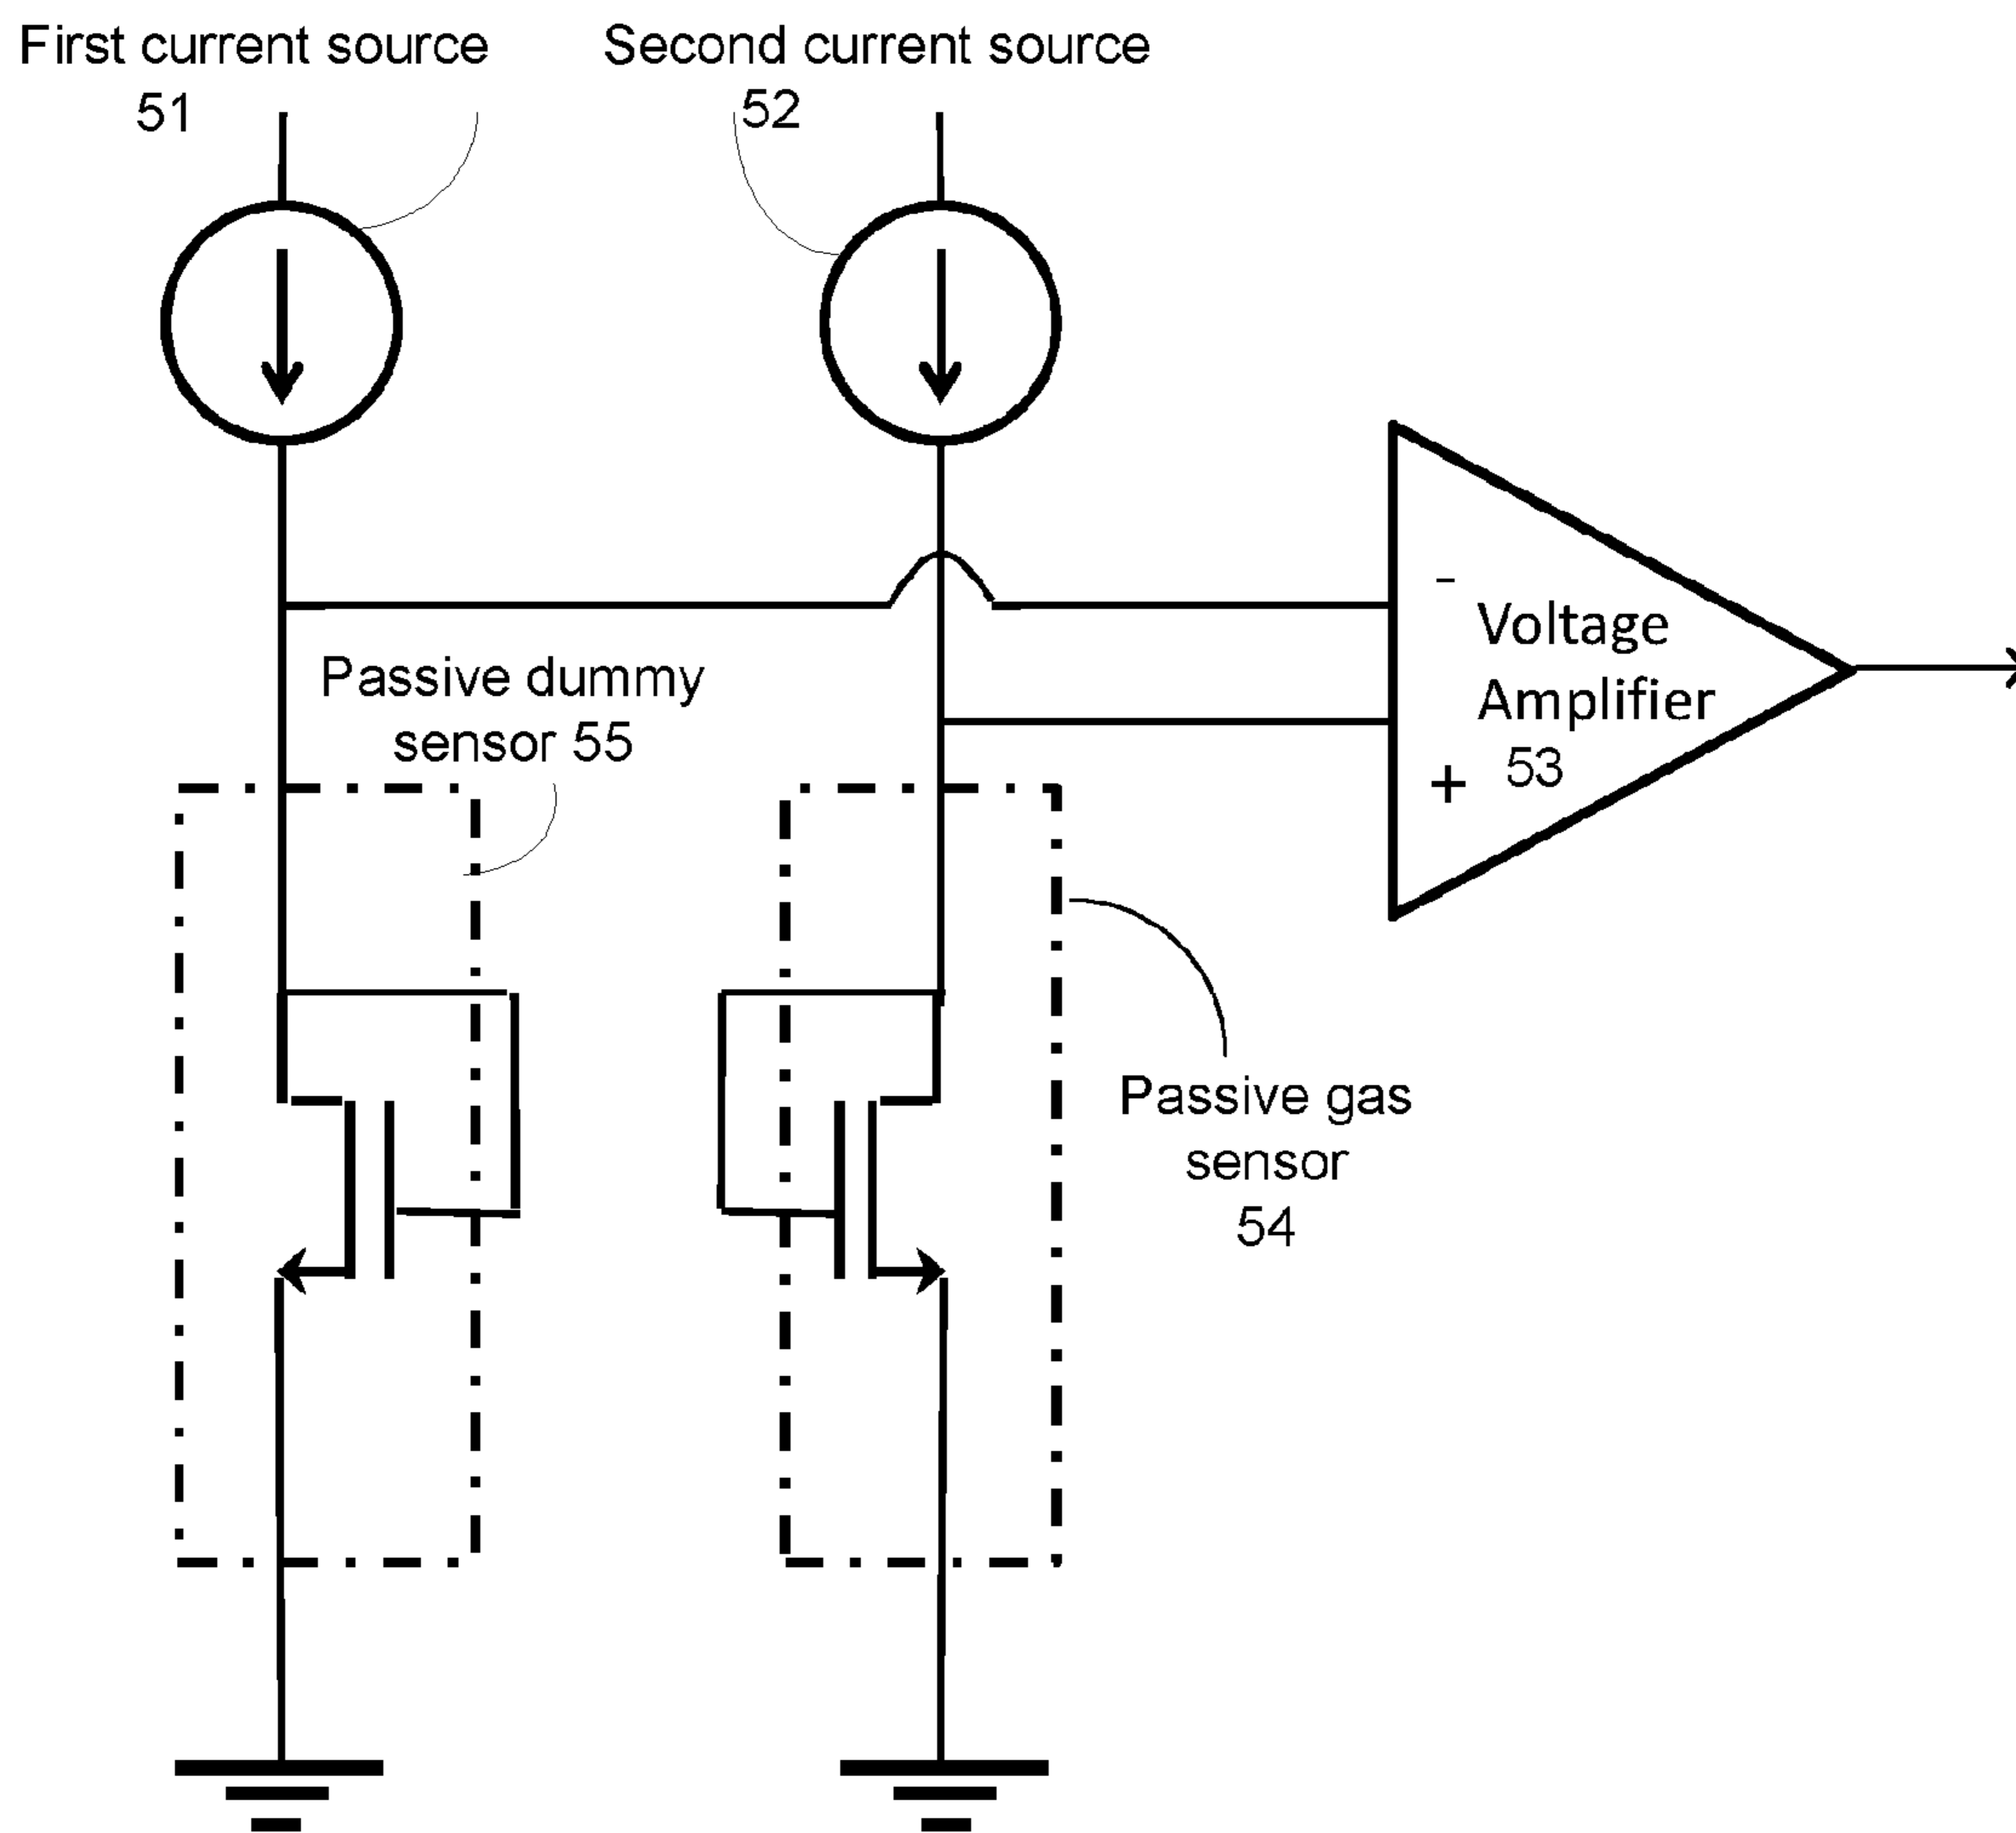 First current source
51
Second current source
52
-
Voltage
Amplifier
53
+
Passive dummy
sensor 55
Passive gas
sensor
54